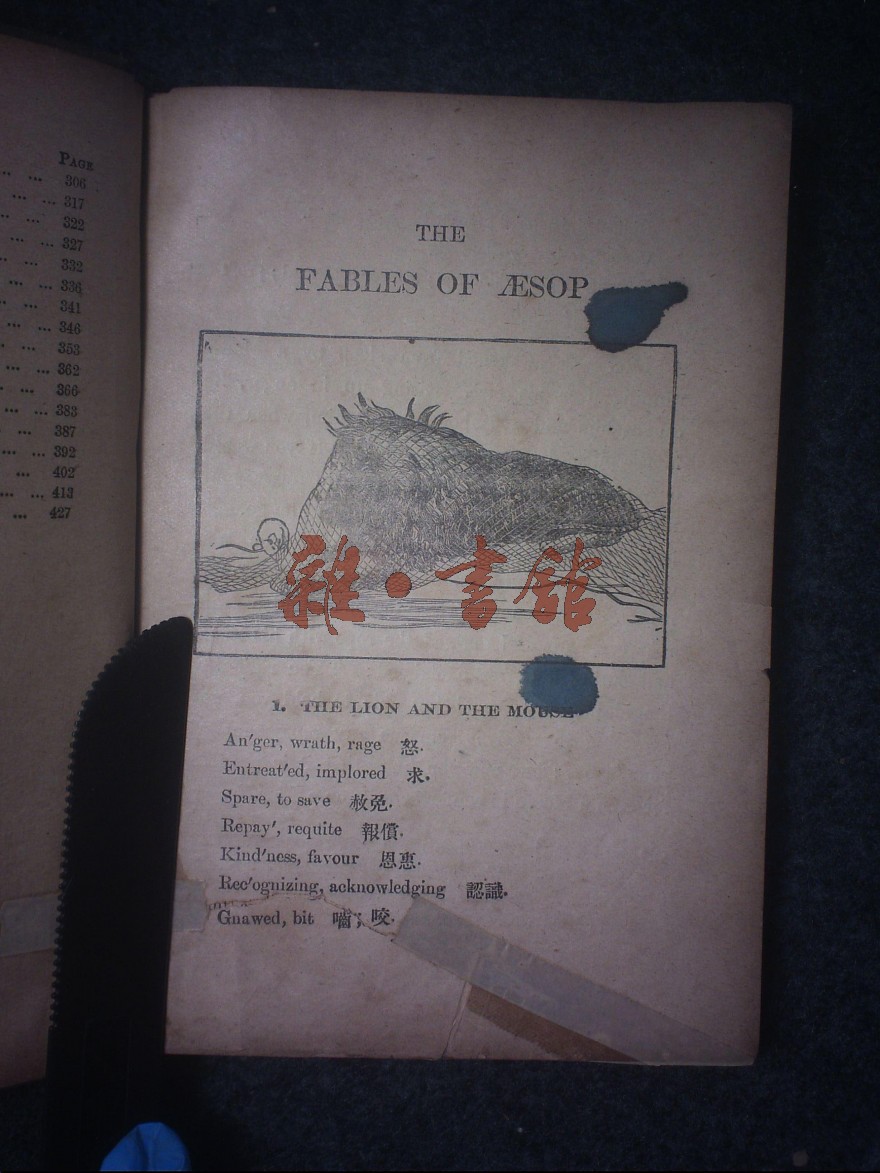 PAGE
... ... 306
... ... 317
... ... 322
... ... 327
... ... 332
... ... 336
... ... 341
... ... 346
... ... 353
... ... 362
... ... 366
... ... 383
... 387
... ... 392
... 402
... ... 413
... 427
THE
FABLES OF ÆSOP
雜·書館
1. THE LION AND THE MOUSE
An'ger, wrath, rage 怒.
Entreat'ed, implored 求.
Spare, to save 赦免.
Repay', requite 報償.
Kind'ness, favour 恩惠.
Rec'ognizing, acknowledging 認識.
Gnawed, bit 嚙; 咬.